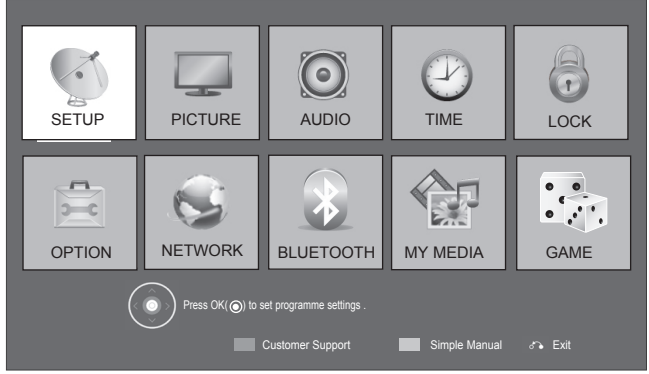 SETUP PICTURE AUDIO TIME LOCK
OPTION NETWORK BLUETOOTH MY MEDIA GAME
Press OK(◉) to set programme settings .
Customer Support Simple Manual Exit